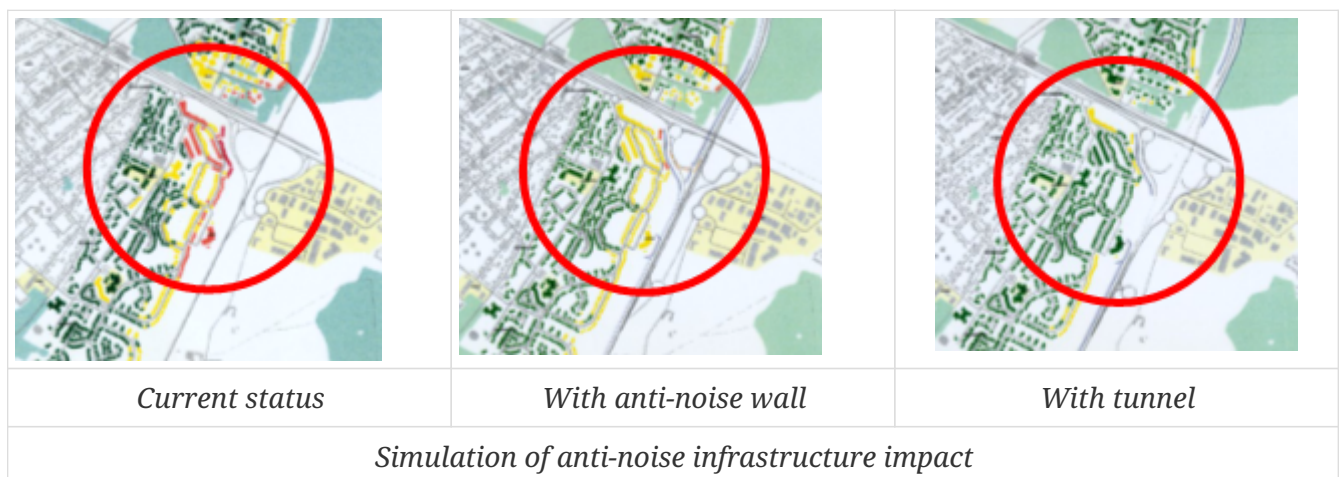 Current status
With anti-noise wall
With tunnel
Simulation of anti-noise infrastructure impact